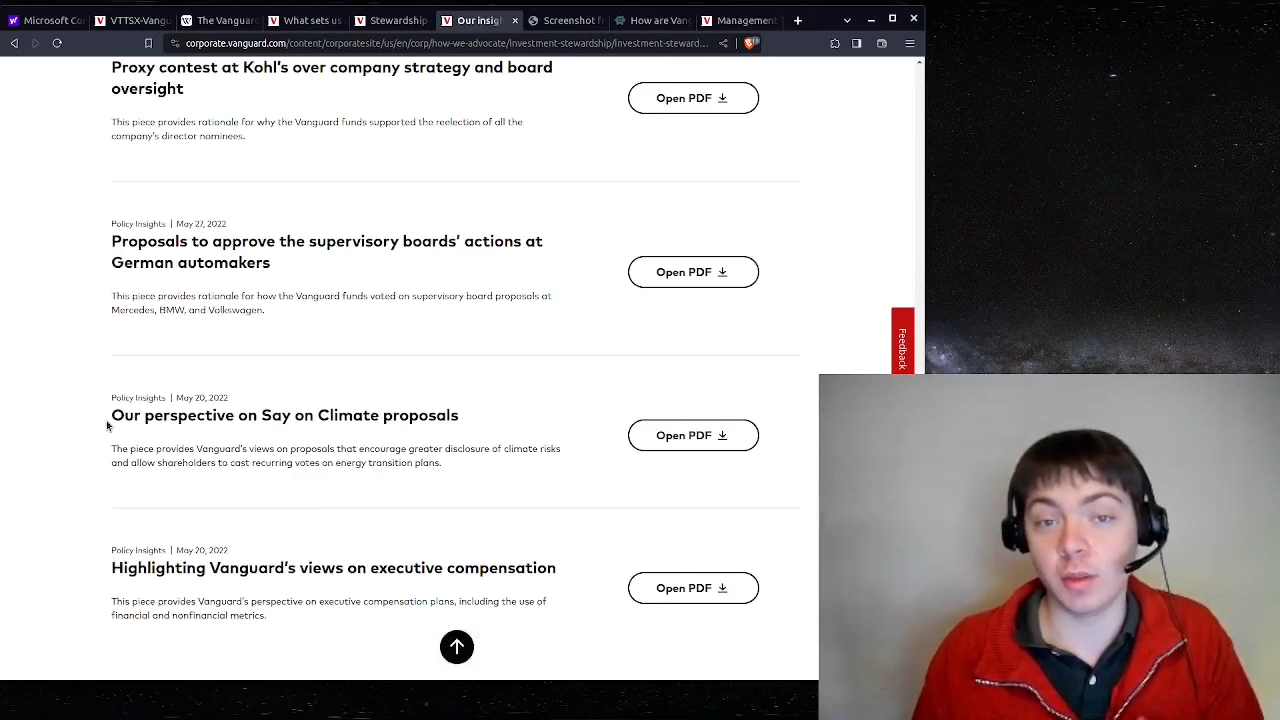 Microsoft Co
VTTSX-Vangu
The Vanguard
What sets us
Stewardship
Our insigh
Screenshot fr
How are Van
Management
corporate.vanguard.com/content/corporatesite/us/en/corp/how-we-advocate/investment-stewardship/investment-steward...
Proxy contest at Kohl's over company strategy and board
oversight
Open PDF
This piece provides rationale for why the Vanguard funds supported the reelection of all the
company's director nominees.
Policy Insights | May 27, 2022
Proposals to approve the supervisory boards' actions at
German automakers
Open PDF
This piece provides rationale for how the Vanguard funds voted on supervisory board proposals at
Mercedes, BMW, and Volkswagen.
Feedback
Policy Insights | May 20, 2022
Our perspective on Say on Climate proposals
Open PDF
The piece provides Vanguard's views on proposals that encourage greater disclosure of climate risks
and allow shareholders to cast recurring votes on energy transition plans.
Policy Insights | May 20, 2022
Highlighting Vanguard's views on executive compensation
Open PDF
This piece provides Vanguard's perspective on executive compensation plans, including the use of
financial and nonfinancial metrics.